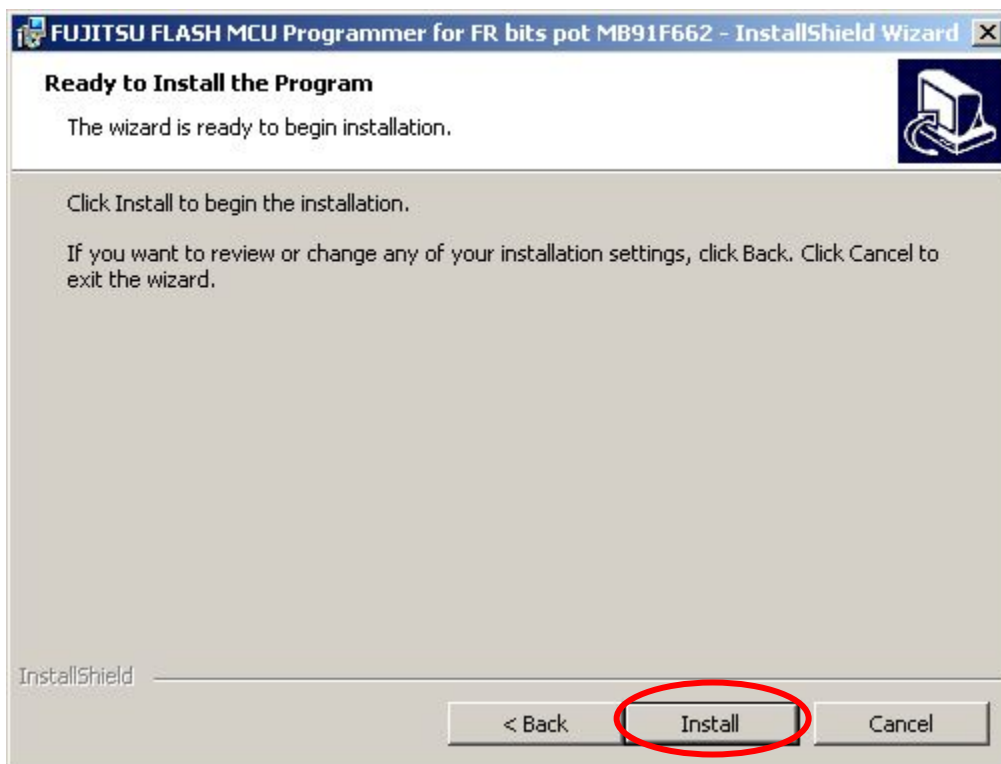 FUJITSU FLASH MCU Programmer for FR bits pot MB91F662 - InstallShield Wizard
Ready to Install the Program
The wizard is ready to begin installation.
Click Install to begin the installation.
If you want to review or change any of your installation settings, click Back. Click Cancel to
exit the wizard.
InstallShield
< Back
Install
Cancel